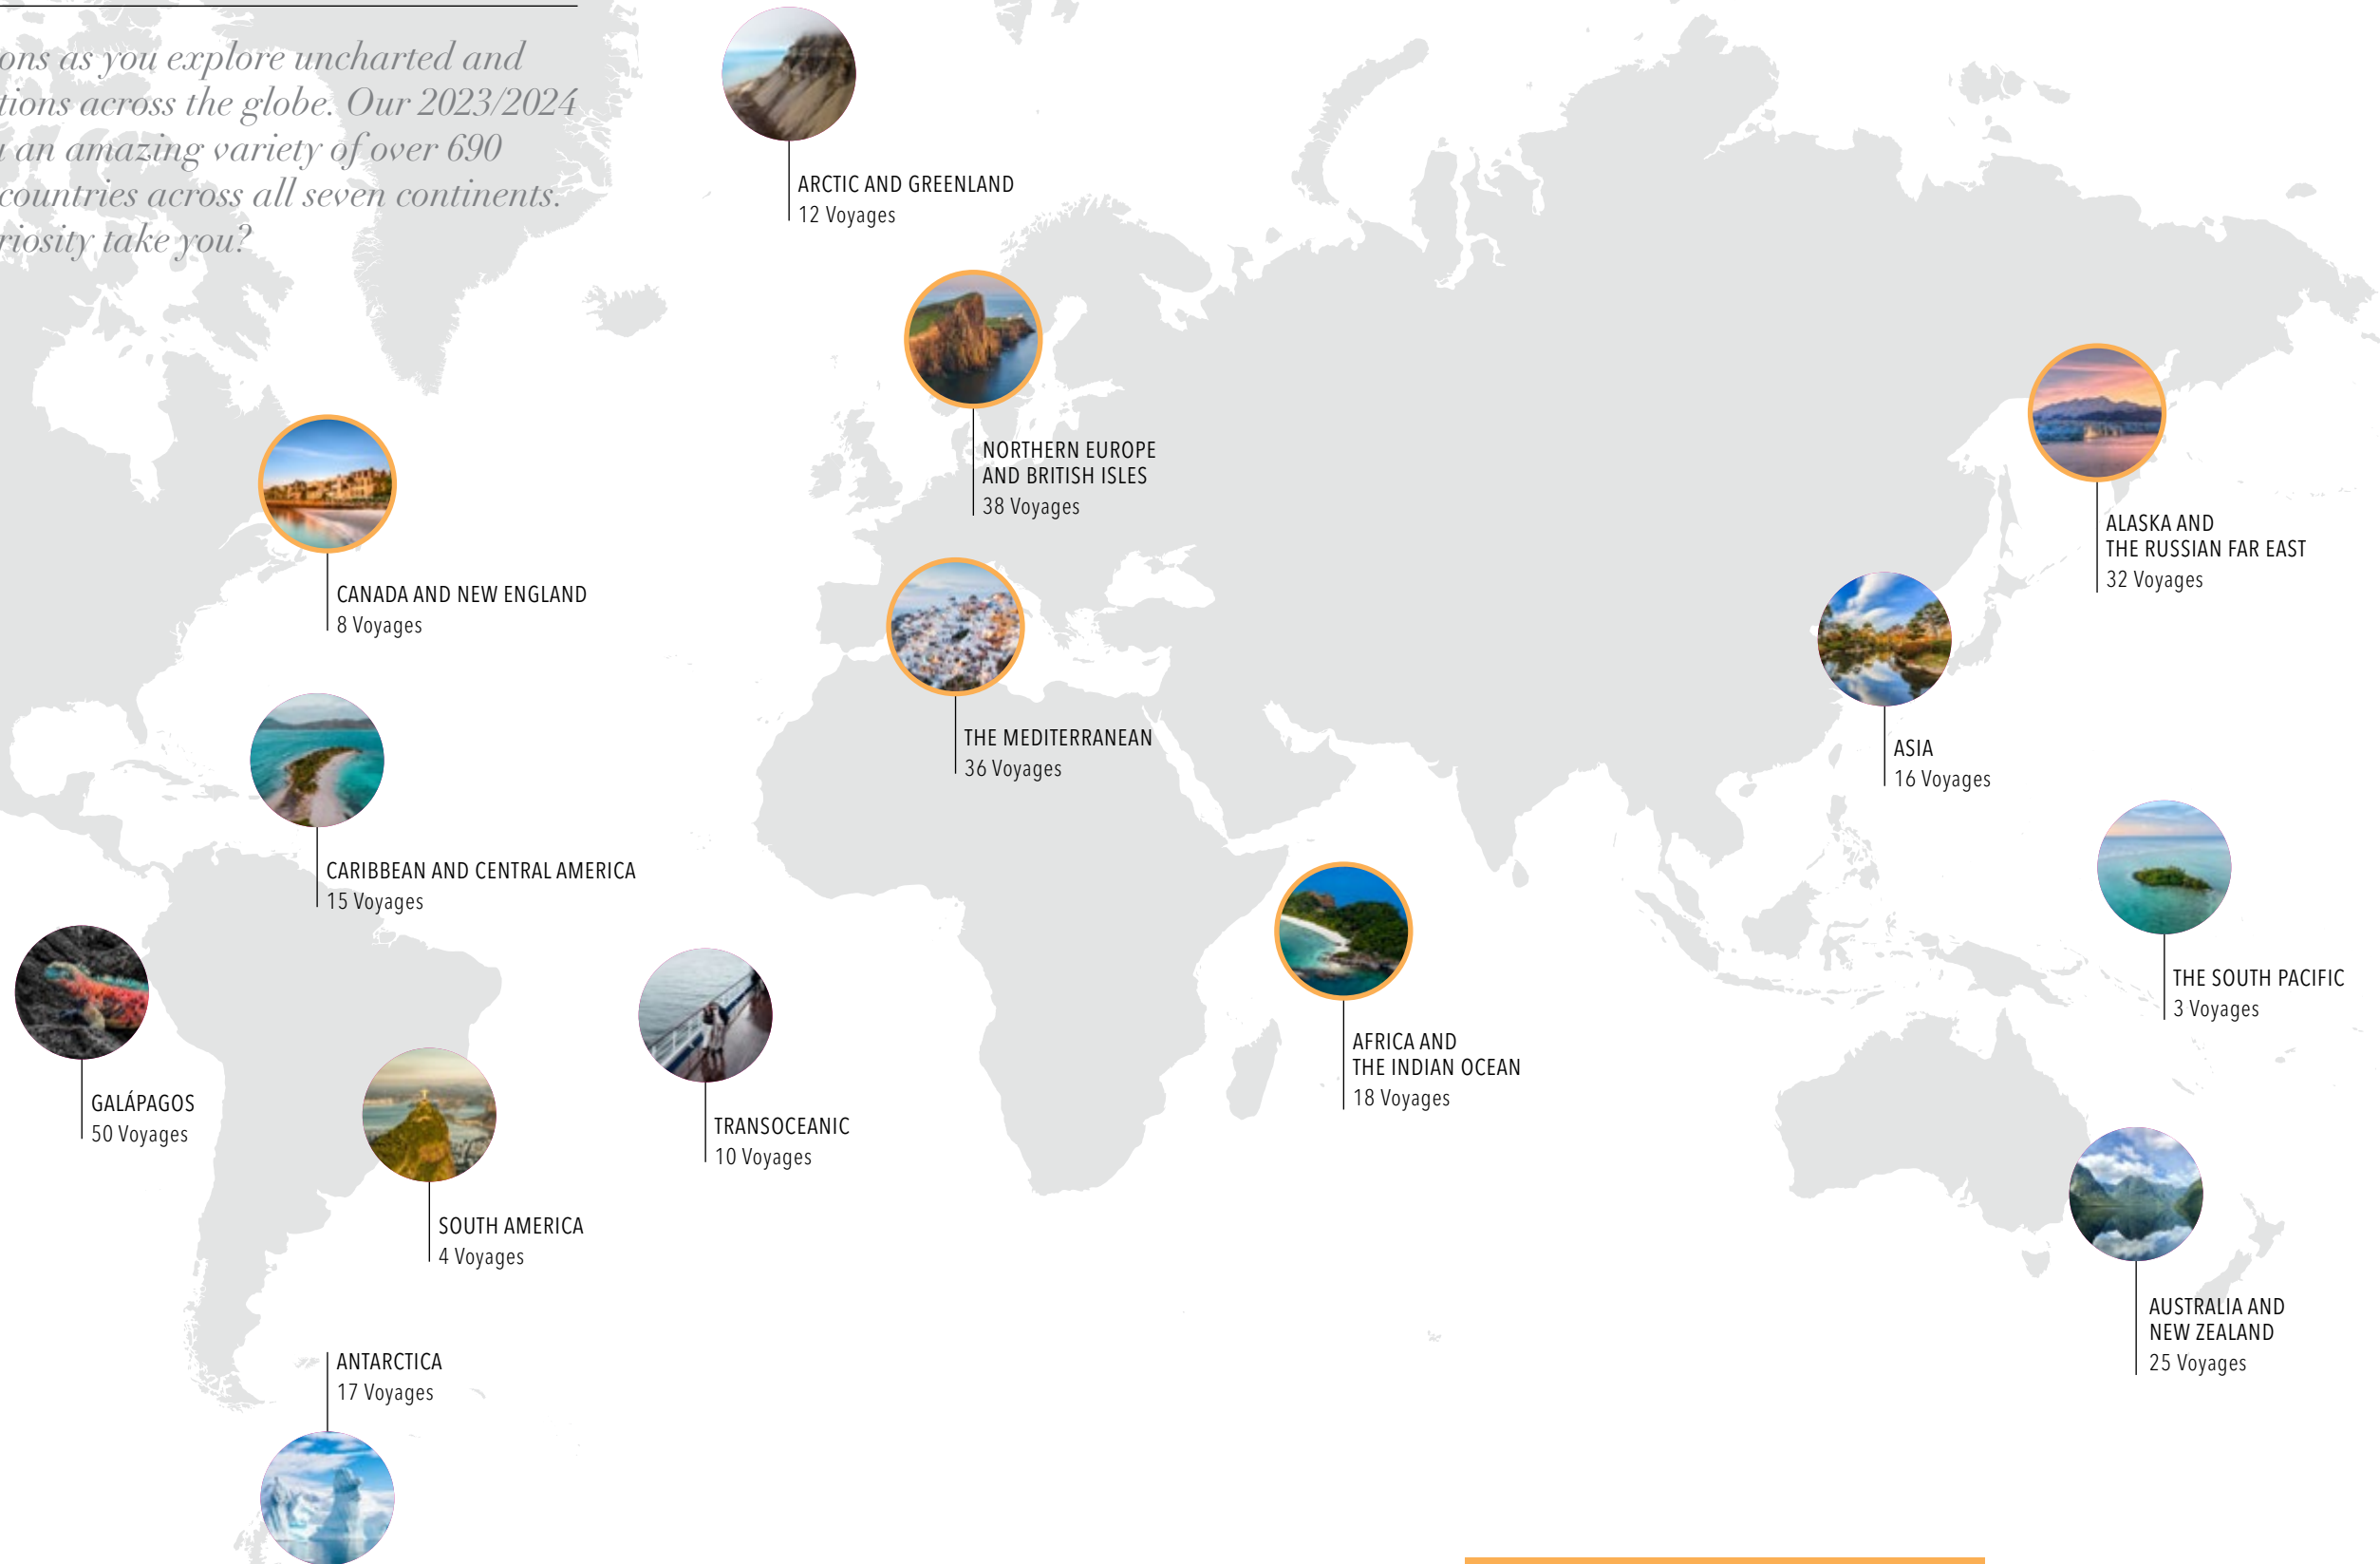 ons as you explore uncharted and
tions across the globe. Our 2023/2024
an amazing variety of over 690
countries across all seven continents.
riosity take you?
ARCTIC AND GREENLAND
12 Voyages
NORTHERN EUROPE
AND BRITISH ISLES
38 Voyages
ALASKA AND
THE RUSSIAN FAR EAST
32 Voyages
CANADA AND NEW ENGLAND
8 Voyages
THE MEDITERRANEAN
36 Voyages
ASIA
16 Voyages
CARIBBEAN AND CENTRAL AMERICA
15 Voyages
THE SOUTH PACIFIC
3 Voyages
AFRICA AND
THE INDIAN OCEAN
18 Voyages
GALÁPAGOS
50 Voyages
TRANSOCEANIC
10 Voyages
SOUTH AMERICA
4 Voyages
AUSTRALIA AND
NEW ZEALAND
25 Voyages
ANTARCTICA
17 Voyages